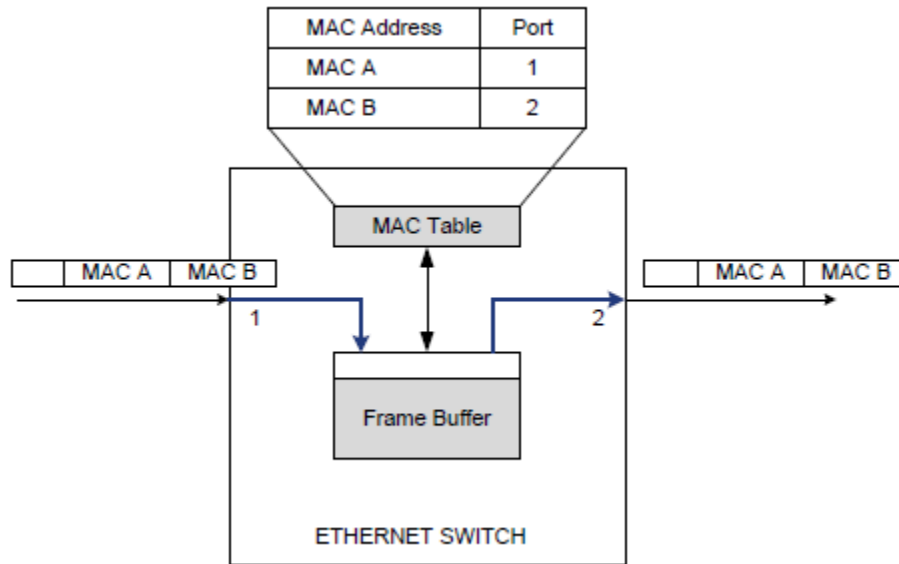 MAC Address Port
MAC A 1
MAC B 2
MAC Table
MAC A MAC B
MAC A MAC B
1
2
Frame Buffer
ETHERNET SWITCH